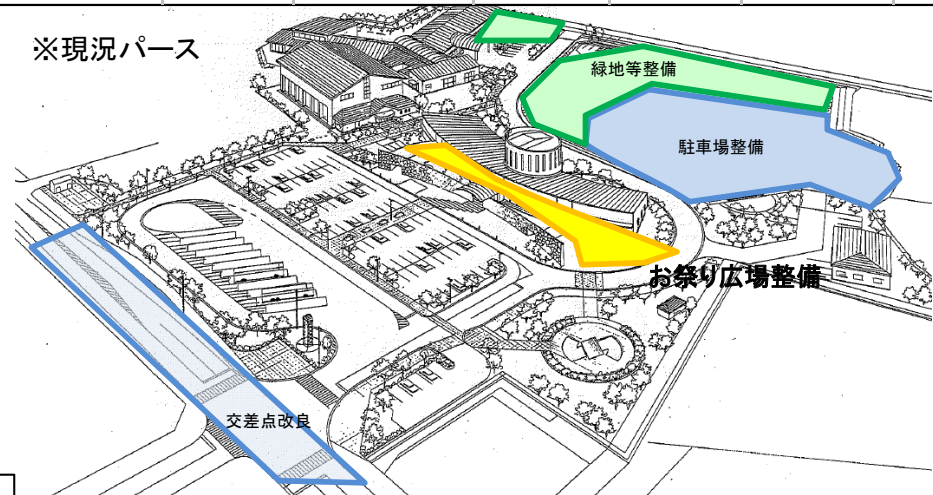 ※現況パース
緑地等整備
駐車場整備
お祭り広場整備
交差点改良